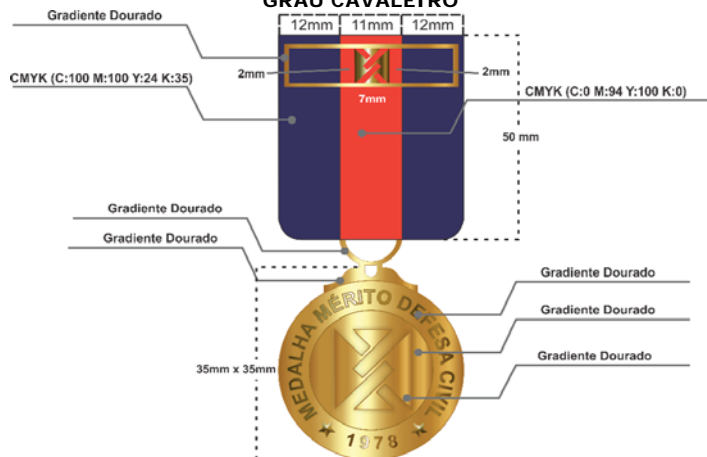 GRAU CAVALEIRO
Gradiente Dourado
12mm 11mm 12mm
2mm
2mm
CMYK (C:100 M:100 Y:24 K:35)
7mm
CMYK (C:0 M:94 Y:100 K:0)
50 mm
Gradiente Dourado
Gradiente Dourado
Gradiente Dourado
Gradiente Dourado
Gradiente Dourado
35mm x 35mm
MEDALHA MÉRITO DEFESA CIVIL
1978